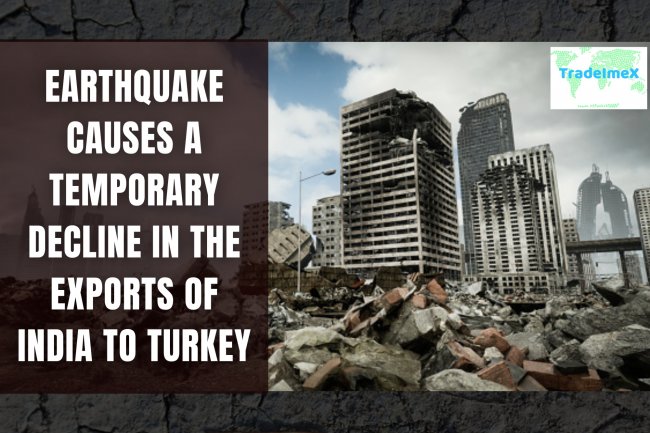 EARTHQUAKE
CAUSES A
TEMPORARY
DECLINE IN THE
EXPORTS OF
INDIA TO TURKEY
TradeImeX